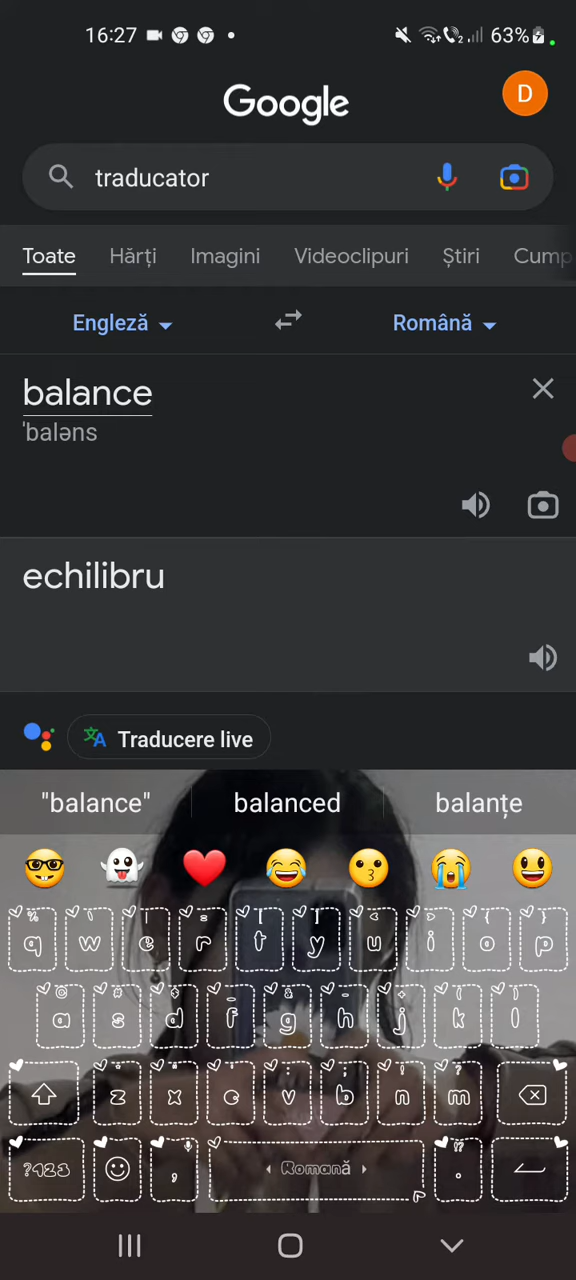 16:27 63%
Google
D
traducator
Toate Hărți Imagini Videoclipuri Știri Cump
Engleză Română
balance
ˈbaləns
echilibru
Traducere live
"balance" balanced balanțe
q w e r t y u i o p
a s d f g h j k l
z x c v b n m
?123 , Română .